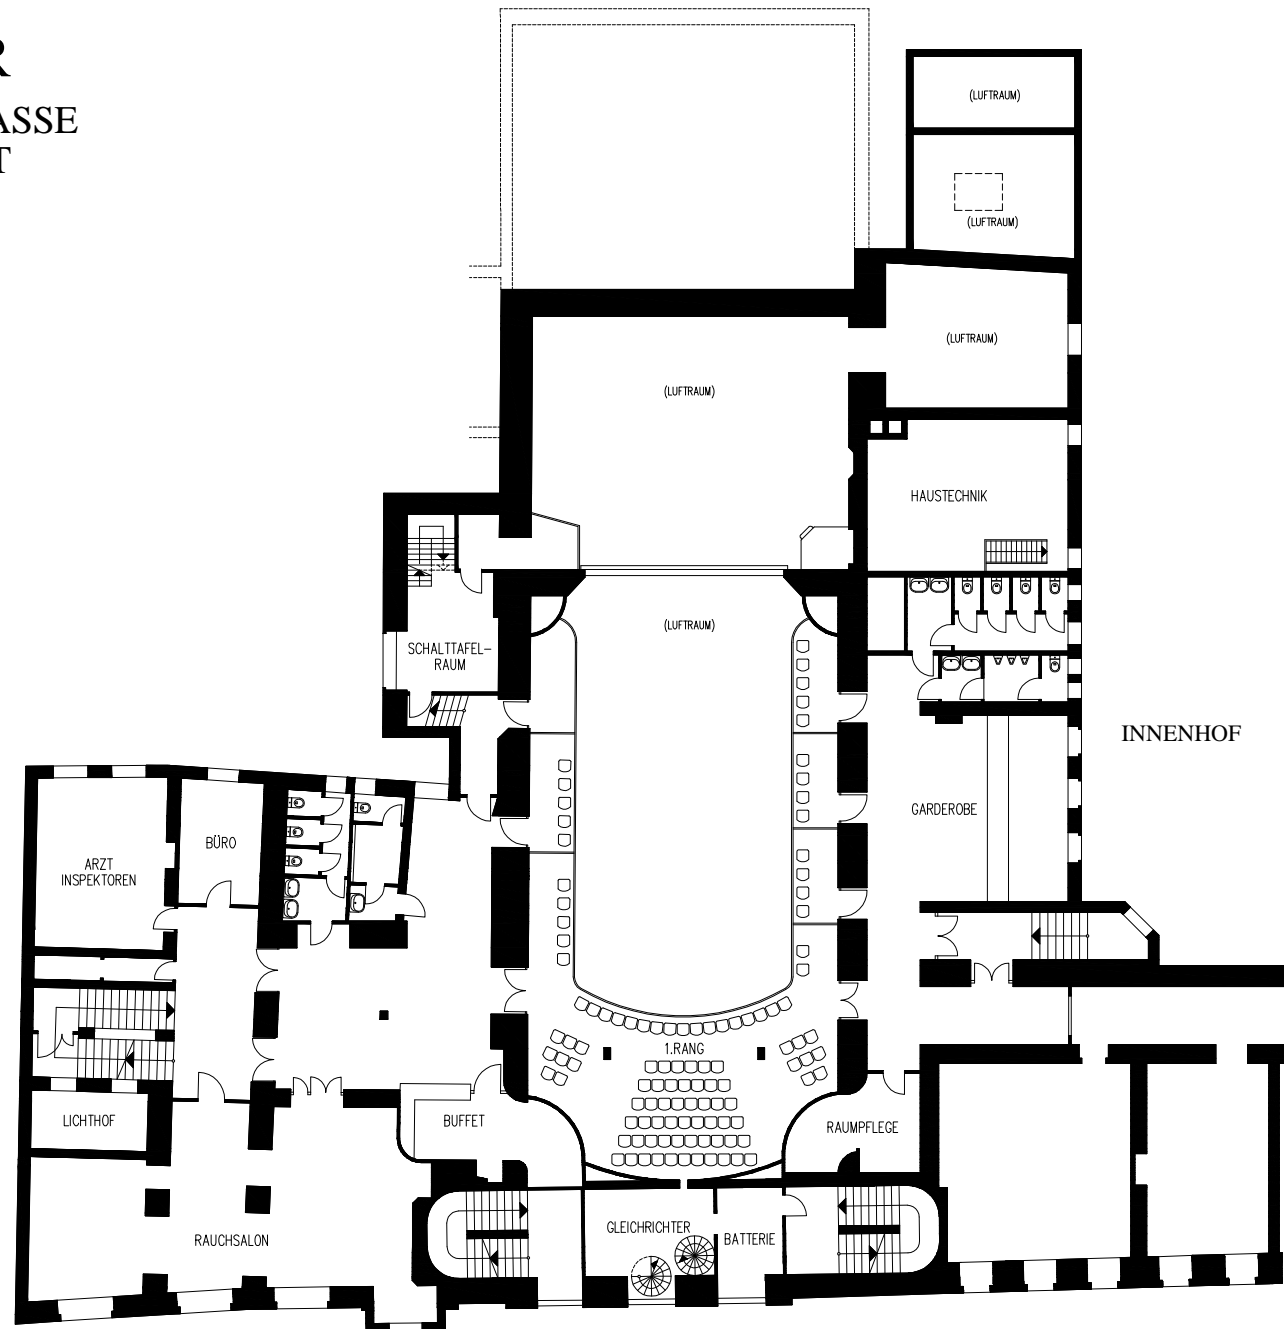 R
ASSE
T
(LUFTRAUM)
(LUFTRAUM)
(LUFTRAUM)
(LUFTRAUM)
HAUSTECHNIK
(LUFTRAUM)
SCHALTTAFEL-
RAUM
INNENHOF
GARDEROBE
BÜRO
ARZT
INSPEKTOREN
1.RANG
LICHTHOF
BUFFET
RAUMPFLEGE
GLEICHRICHTER
BATTERIE
RAUCHSALON